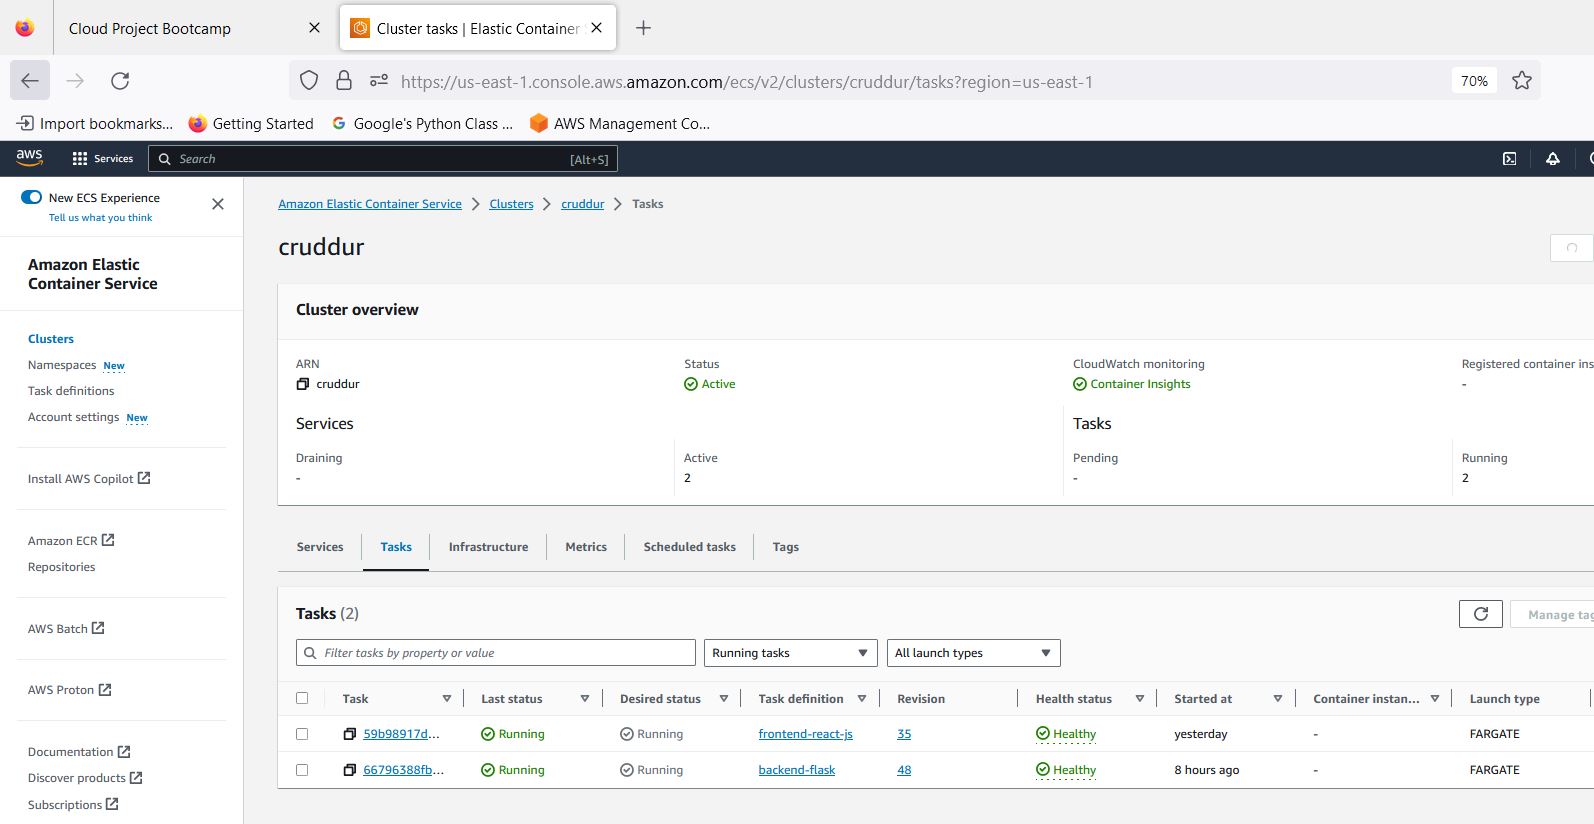 Cloud Project Bootcamp
Cluster tasks | Elastic Container
https://us-east-1.console.aws.amazon.com/ecs/v2/clusters/cruddur/tasks?region=us-east-1
70%
Import bookmarks... Getting Started Google's Python Class ... AWS Management Co...
aws Services Search [Alt+S]
New ECS Experience
Tell us what you think
Amazon Elastic
Container Service
Clusters
Namespaces New
Task definitions
Account settings New
Install AWS Copilot
Amazon ECR
Repositories
AWS Batch
AWS Proton
Documentation
Discover products
Subscriptions
Amazon Elastic Container Service Clusters cruddur Tasks
cruddur
Cluster overview
ARN
cruddur
Status
Active
CloudWatch monitoring
Container Insights
Registered container ins
-
Services
Draining
-
Active
2
Tasks
Pending
-
Running
2
Services Tasks Infrastructure Metrics Scheduled tasks Tags
Tasks (2)
Manage tag
Filter tasks by property or value Running tasks All launch types
Task Last status Desired status Task definition Revision Health status Started at Container instan... Launch type
59b98917d... Running Running frontend-react-js 35 Healthy yesterday - FARGATE
66796388fb... Running Running backend-flask 48 Healthy 8 hours ago - FARGATE